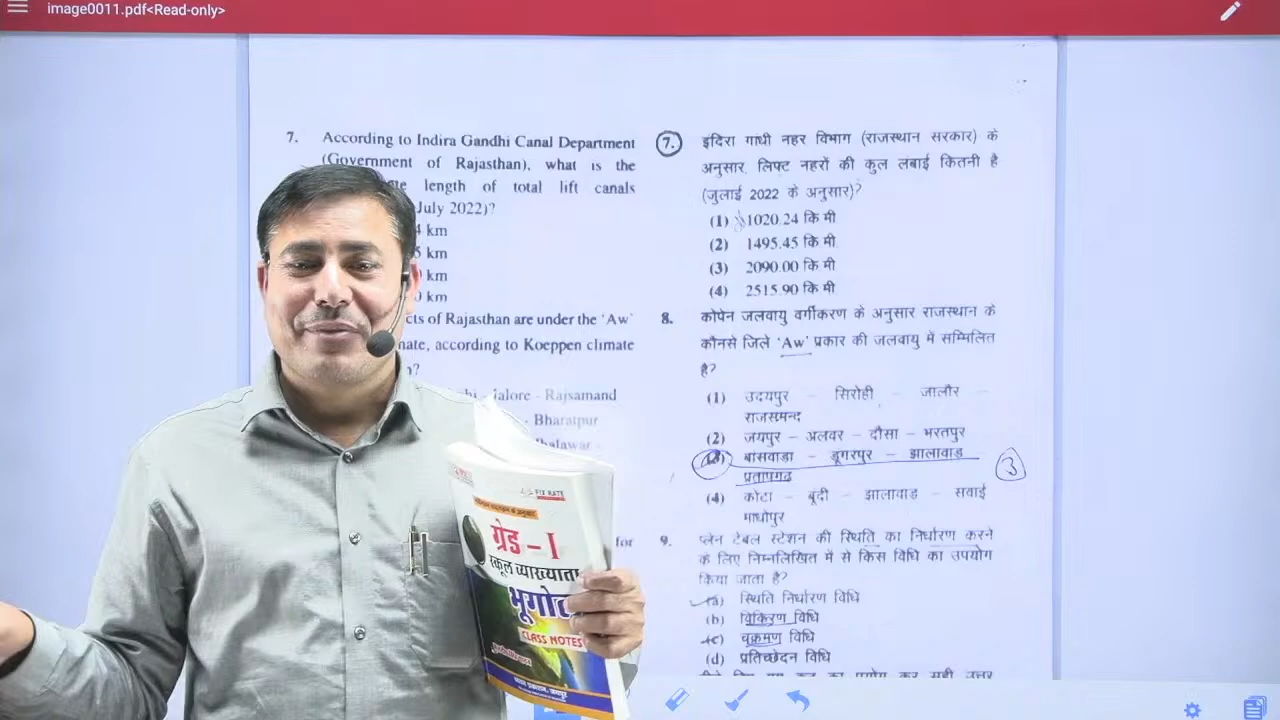 image0011.pdf<Read-only>
7. According to Indira Gandhi Canal Department
(Government of Rajasthan), what is the
length of total lift canals
July 2022)?
km
km
km
km
cts of Rajasthan are under the 'Aw'
nate, according to Koeppen climate
?
Jalore - Rajsamand
- Bharatpur
Jhalawar -
for
7. इंदिरा गाधी नहर विभाग (राजस्थान सरकार) के
अनुसार, लिफ्ट नहरों की कुल लंबाई कितनी है
(जुलाई 2022 के अनुसार)?
(1) 1020.24 कि मी
(2) 1495.45 कि मी
(3) 2090.00 कि मी
(4) 2515.90 कि मी
8. कोपेन जलवायु वर्गीकरण के अनुसार राजस्थान के
कौनसे जिले 'Aw' प्रकार की जलवायु में सम्मिलित
है?
(1) उदयपुर – सिरोही – जालौर –
राजसमन्द
(2) जयपुर – अलवर – दौसा – भरतपुर
(3) बांसवाडा – डूगरपुर – झालावाड
प्रतापगढ
3
(4) कोटा – बूंदी – झालावाड – सवाई
माधोपुर
9. प्लेन टेबल स्टेशन की स्थिति का निर्धारण करने
के लिए निम्नलिखित में से किस विधि का उपयोग
किया जाता है?
(a) स्थिति निर्धारण विधि
(b) विकिरण विधि
(c) चक्रमण विधि
(d) प्रतिच्छेदन विधि
FIX RATE
ग्रेड – I
स्कूल व्याख्याता
भूगोल
CLASS NOTES